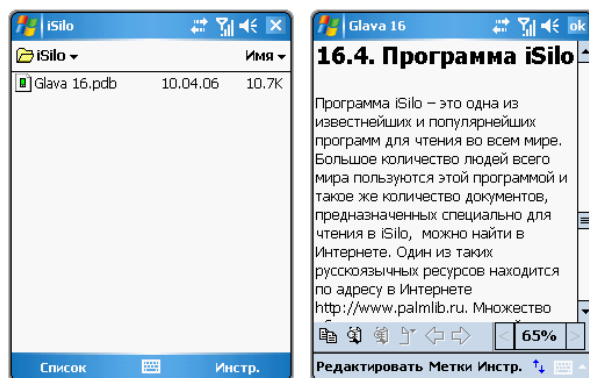 iSilo
iSilo
Имя
Glava 16.pdb 10.04.06 10.7K
Список Инстр.
Glava 16 ok
16.4. Программа iSilo
Программа iSilo – это одна из
известнейших и популярнейших
программ для чтения во всем мире.
Большое количество людей всего
мира пользуются этой программой и
такое же количество документов,
предназначенных специально для
чтения в iSilo, можно найти в
Интернете. Один из таких
русскоязычных ресурсов находится
по адресу в Интернете
http://www.palmlib.ru. Множество
65%
Редактировать Метки Инстр.